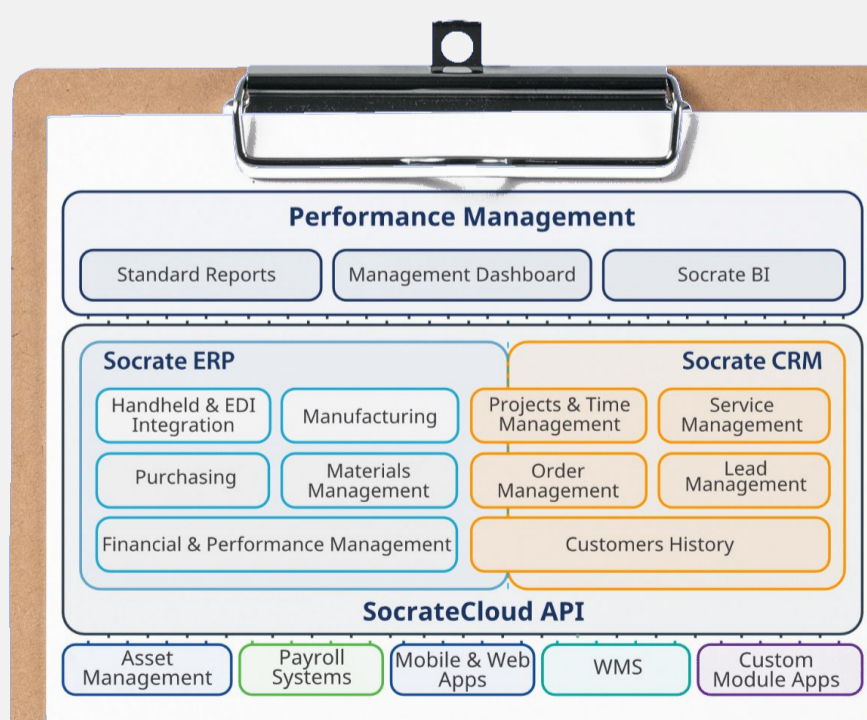 Performance Management
Standard Reports
Management Dashboard
Socrate BI
Socrate ERP
Socrate CRM
Handheld & EDI
Integration
Manufacturing
Projects & Time
Management
Service
Management
Purchasing
Materials
Management
Order
Management
Lead
Management
Financial & Performance Management
Customers History
SocrateCloud API
Asset
Management
Payroll
Systems
Mobile & Web
Apps
WMS
Custom
Module Apps